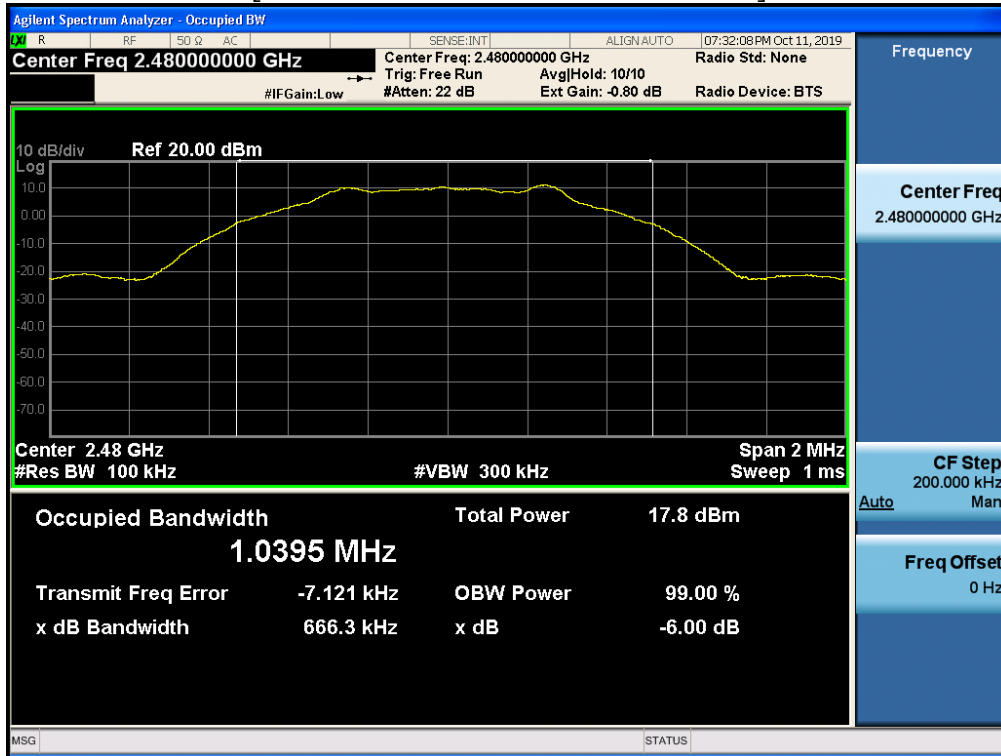 Agilent Spectrum Analyzer - Occupied BW
LXI R RF 50 Ω AC SENSE:INT ALIGN AUTO 07:32:08 PM Oct 11, 2019
Center Freq 2.480000000 GHz
Center Freq: 2.480000000 GHz Radio Std: None
Trig: Free Run Avg|Hold: 10/10
#IFGain:Low #Atten: 22 dB Ext Gain: -0.80 dB Radio Device: BTS
10 dB/div Ref 20.00 dBm
Log
10.0
0.00
-10.0
-20.0
-30.0
-40.0
-50.0
-60.0
-70.0
Center 2.48 GHz Span 2 MHz
#Res BW 100 kHz #VBW 300 kHz Sweep 1 ms
Occupied Bandwidth Total Power 17.8 dBm
1.0395 MHz
Transmit Freq Error -7.121 kHz OBW Power 99.00 %
x dB Bandwidth 666.3 kHz x dB -6.00 dB
MSG STATUS
Frequency
Center Freq
2.480000000 GHz
CF Step
200.000 kHz
Auto Man
Freq Offset
0 Hz